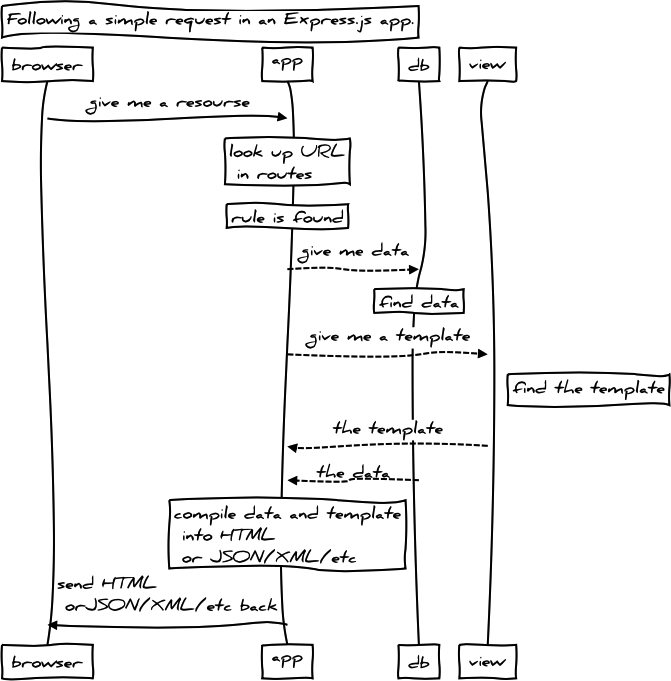 Following a simple request in an Express.js app.
browser
app
db
view
give me a resourse
look up URL
in routes
rule is found
give me data
find data
give me a template
find the template
the template
the data
compile data and template
into HTML
or JSON/XML/etc
send HTML
orJSON/XML/etc back
browser
app
db
view